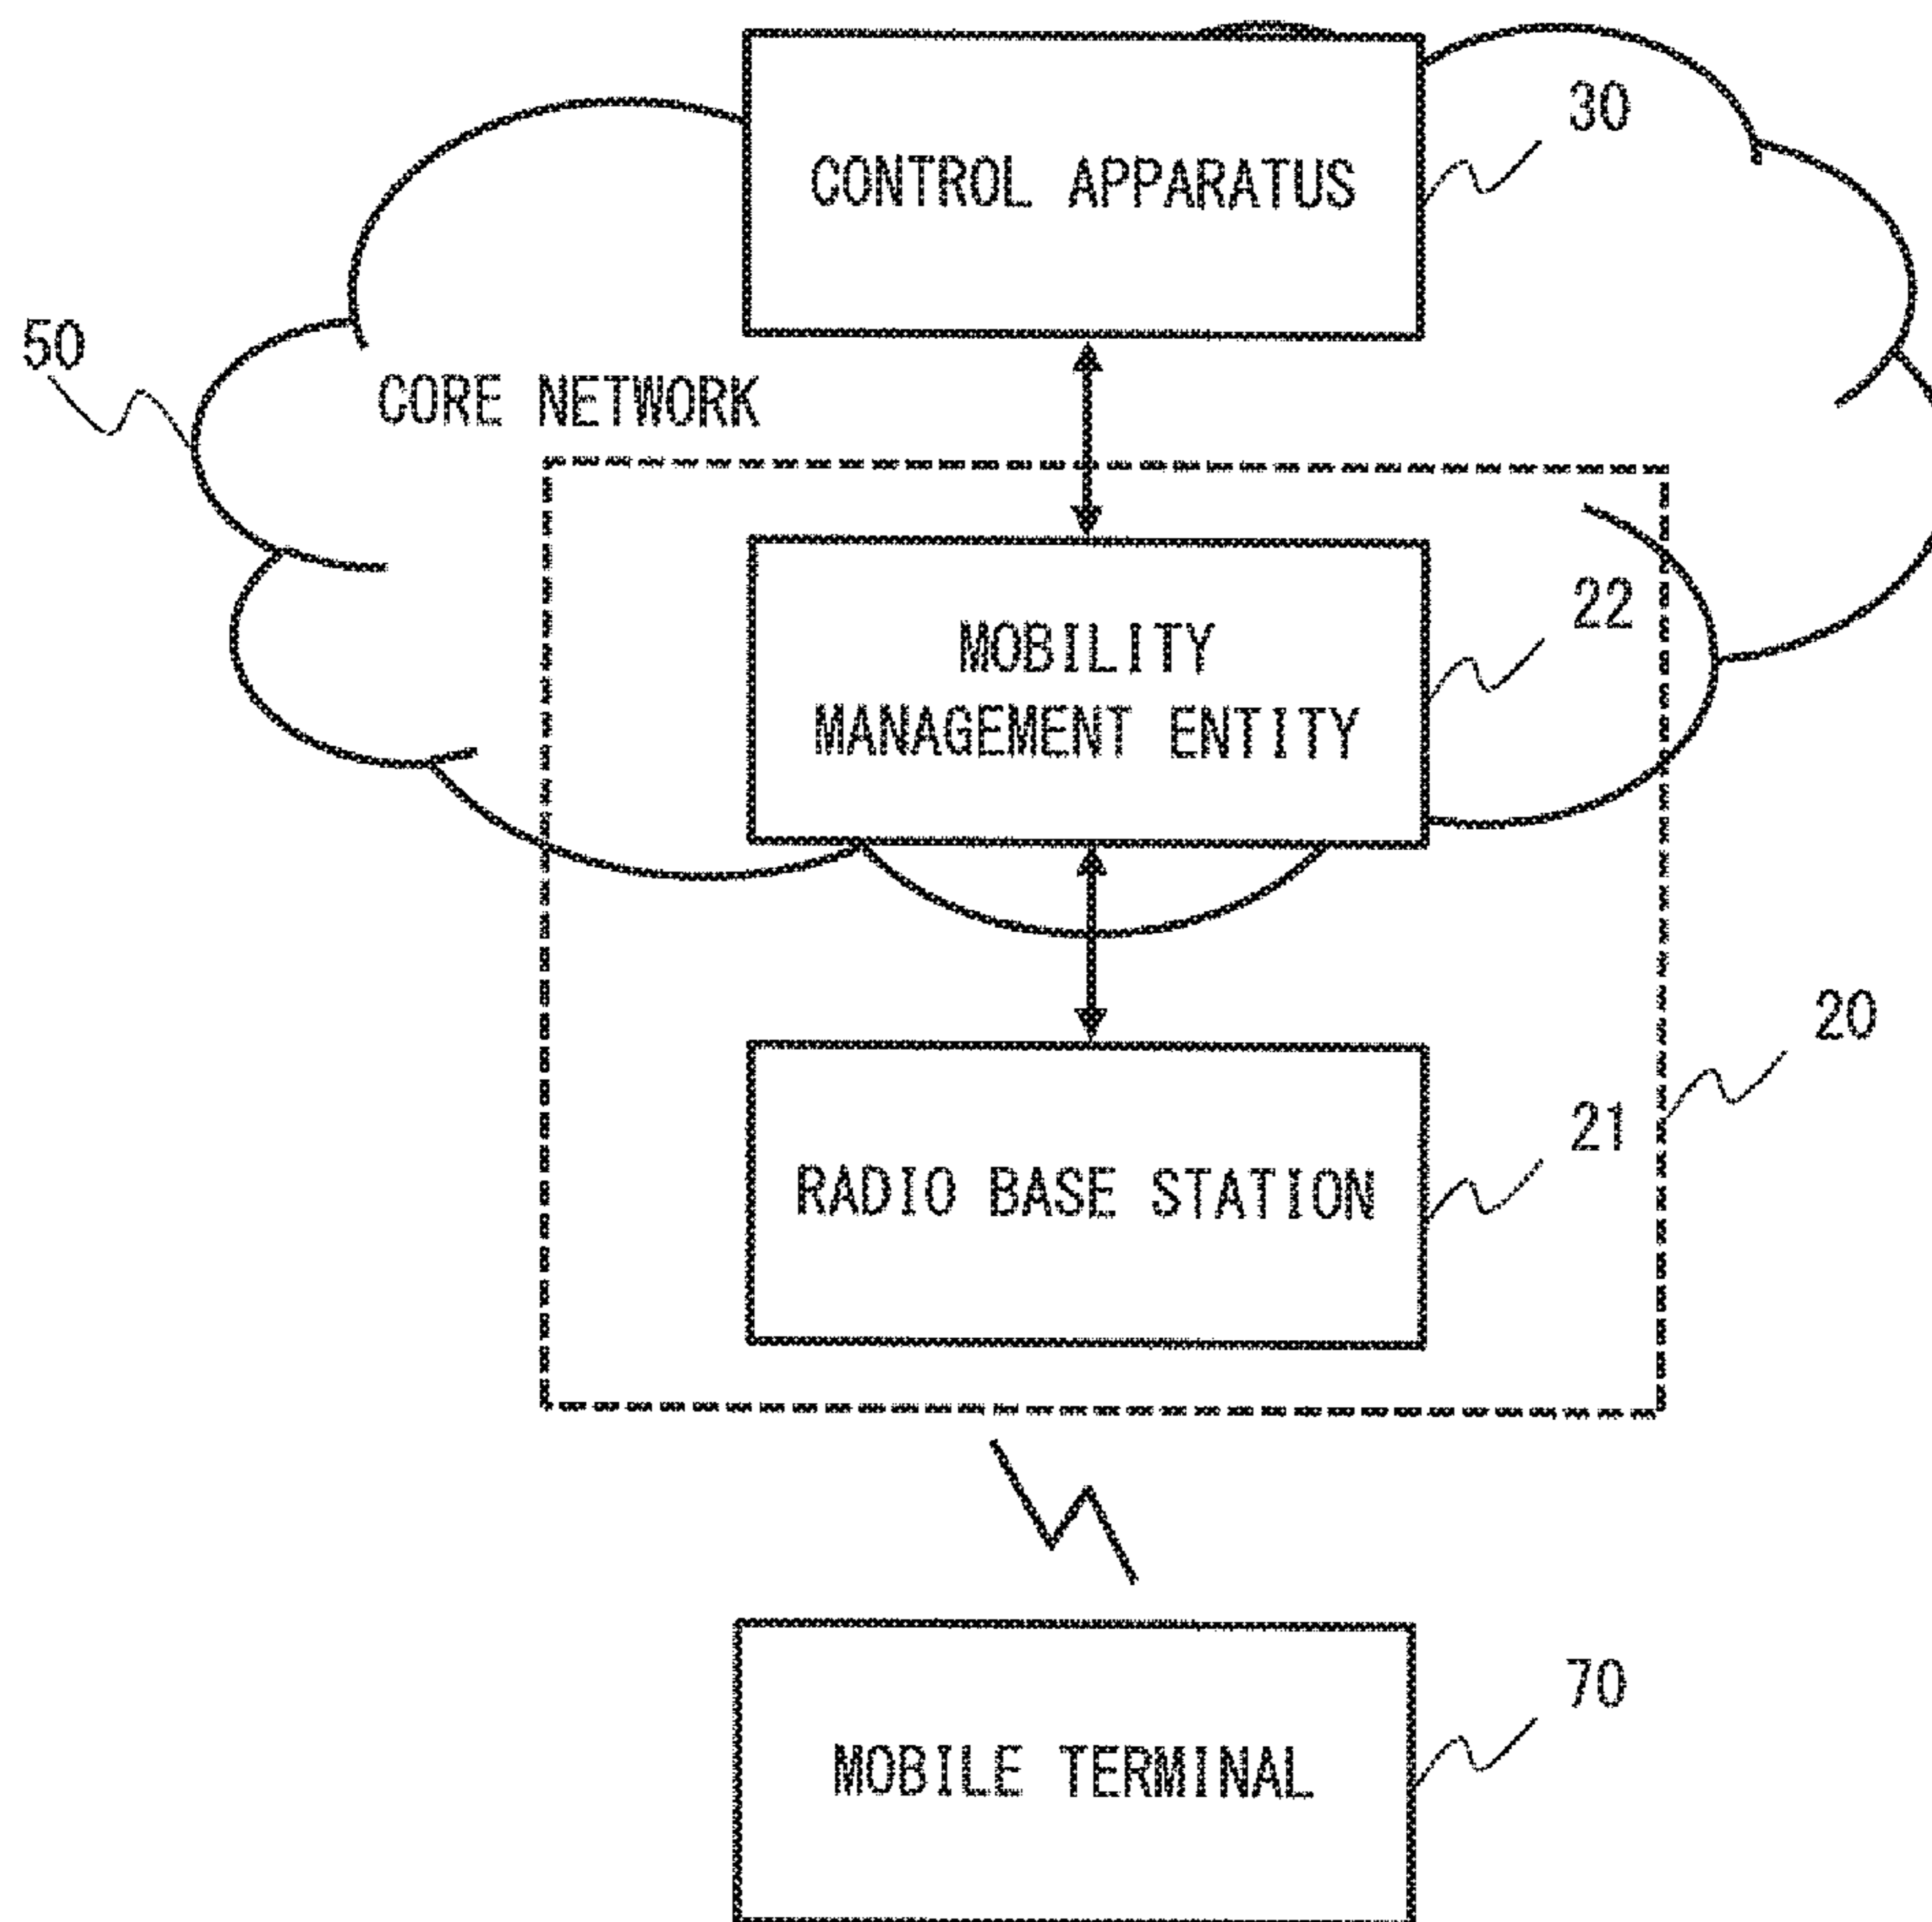 30
CONTROL APPARATUS
50
CORE NETWORK
22
MOBILITY
MANAGEMENT ENTITY
20
21
RADIO BASE STATION
70
MOBILE TERMINAL